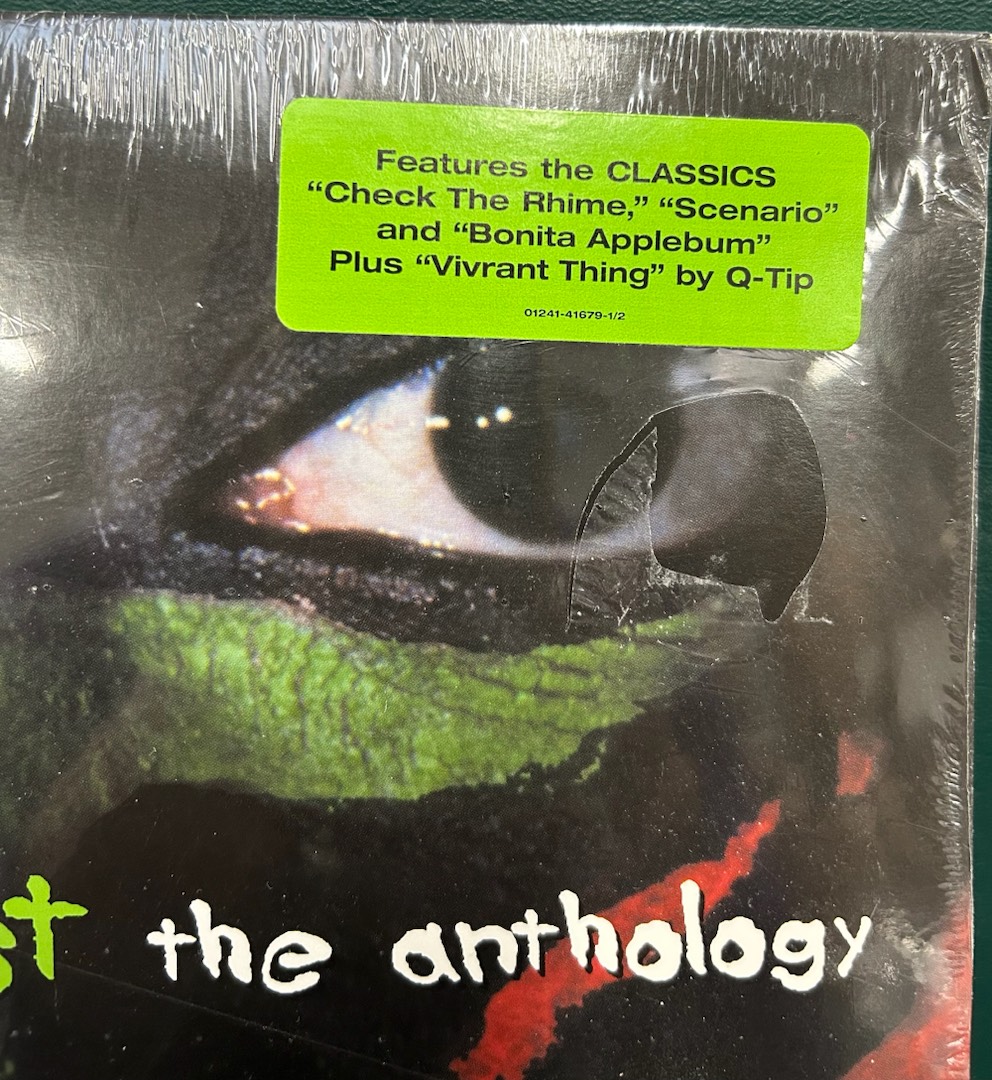 Features the CLASSICS
“Check The Rhime,” “Scenario”
and “Bonita Applebum”
Plus “Vivrant Thing” by Q-Tip
01241-41679-1/2
st the anthology